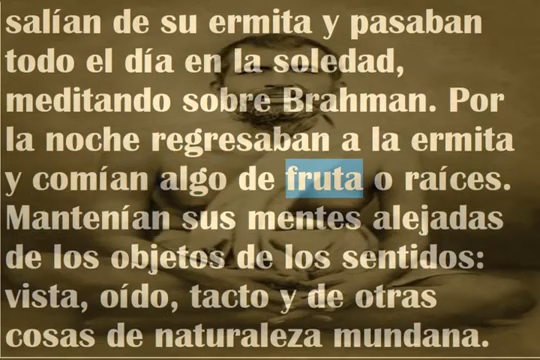 salían de su ermita y pasaban
todo el día en la soledad,
meditando sobre Brahman. Por
la noche regresaban a la ermita
y comían algo de fruta o raíces.
Mantenían sus mentes alejadas
de los objetos de los sentidos:
vista, oído, tacto y de otras
cosas de naturaleza mundana.